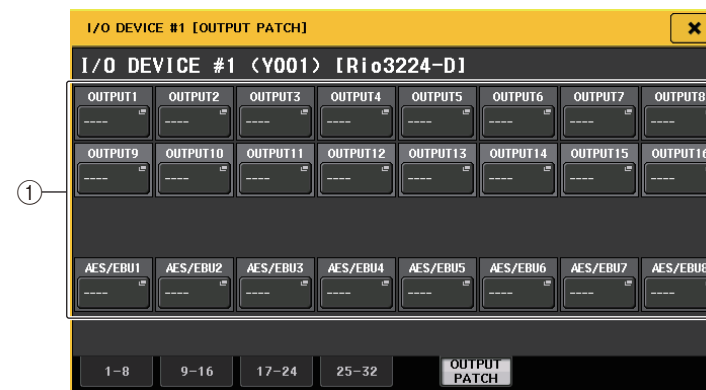 I/O DEVICE #1 [OUTPUT PATCH]
I/O DEVICE #1 (Y001) [Rio3224-D]
OUTPUT1 OUTPUT2 OUTPUT3 OUTPUT4 OUTPUT5 OUTPUT6 OUTPUT7 OUTPUT8
---- ---- ---- ---- ---- ---- ---- ----
OUTPUT9 OUTPUT10 OUTPUT11 OUTPUT12 OUTPUT13 OUTPUT14 OUTPUT15 OUTPUT16
---- ---- ---- ---- ---- ---- ---- ----
1
AES/EBU1 AES/EBU2 AES/EBU3 AES/EBU4 AES/EBU5 AES/EBU6 AES/EBU7 AES/EBU8
---- ---- ---- ---- ---- ---- ---- ----
1-8 9-16 17-24 25-32 OUTPUT
PATCH